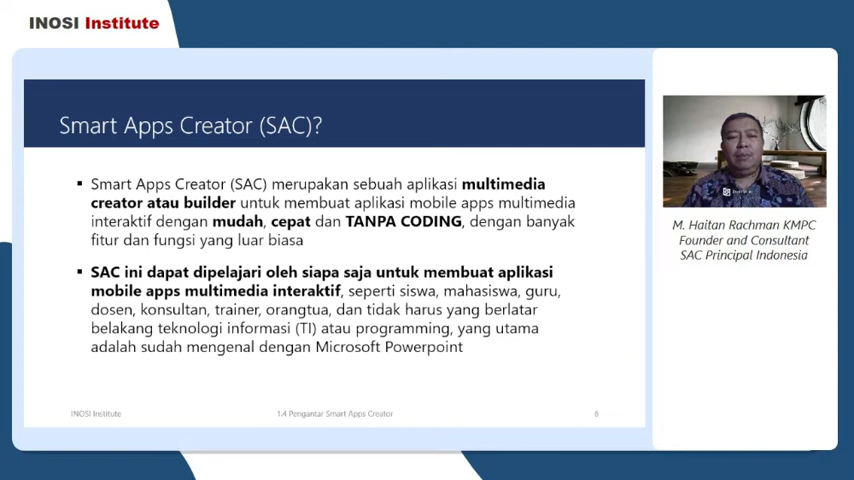 INOSI Institute
Smart Apps Creator (SAC)?
▪ Smart Apps Creator (SAC) merupakan sebuah aplikasi multimedia
creator atau builder untuk membuat aplikasi mobile apps multimedia
interaktif dengan mudah, cepat dan TANPA CODING, dengan banyak
fitur dan fungsi yang luar biasa
▪ SAC ini dapat dipelajari oleh siapa saja untuk membuat aplikasi
mobile apps multimedia interaktif, seperti siswa, mahasiswa, guru,
dosen, konsultan, trainer, orangtua, dan tidak harus yang berlatar
belakang teknologi informasi (TI) atau programming, yang utama
adalah sudah mengenal dengan Microsoft Powerpoint
INOSI Institute
1.4 Pengantar Smart Apps Creator
6
M. Haitan Rachman KMPC
Founder and Consultant
SAC Principal Indonesia